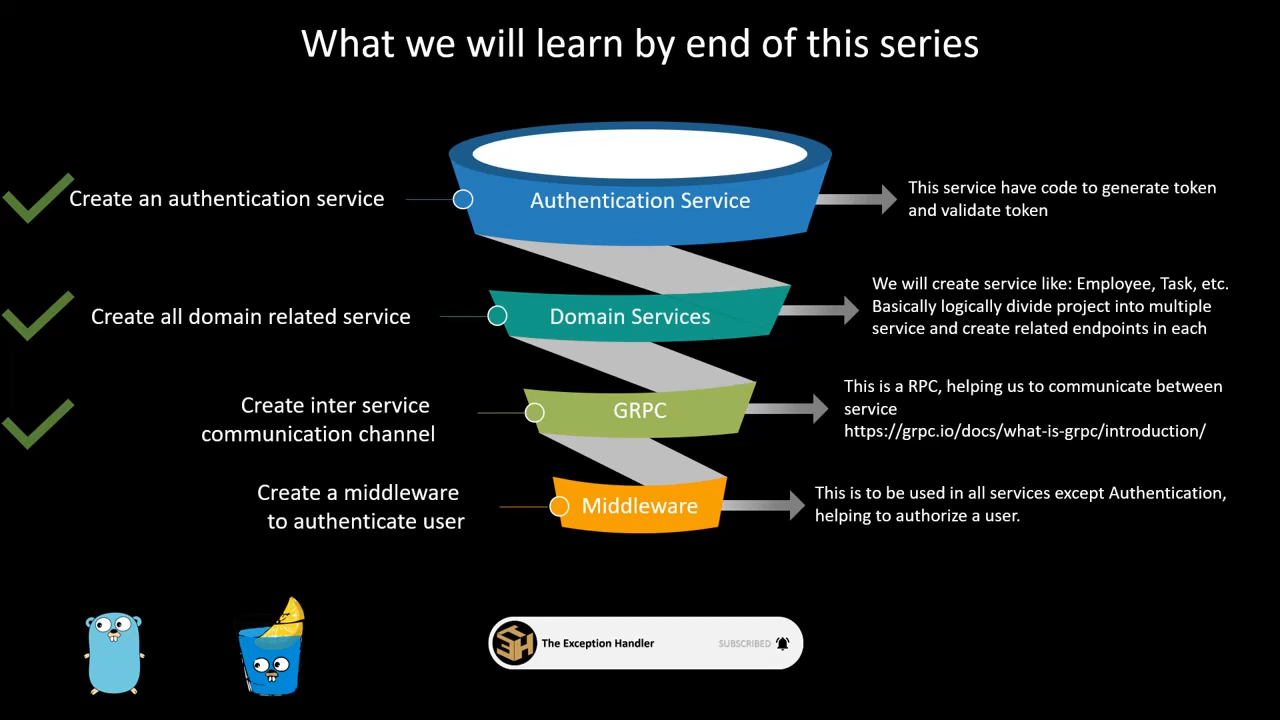 What we will learn by end of this series
Create an authentication service
Authentication Service
This service have code to generate token
and validate token
Create all domain related service
Domain Services
We will create service like: Employee, Task, etc.
Basically logically divide project into multiple
service and create related endpoints in each
Create inter service
communication channel
GRPC
This is a RPC, helping us to communicate between
service
https://grpc.io/docs/what-is-grpc/introduction/
Create a middleware
to authenticate user
Middleware
This is to be used in all services except Authentication,
helping to authorize a user.
TEH
The Exception Handler
SUBSCRIBED